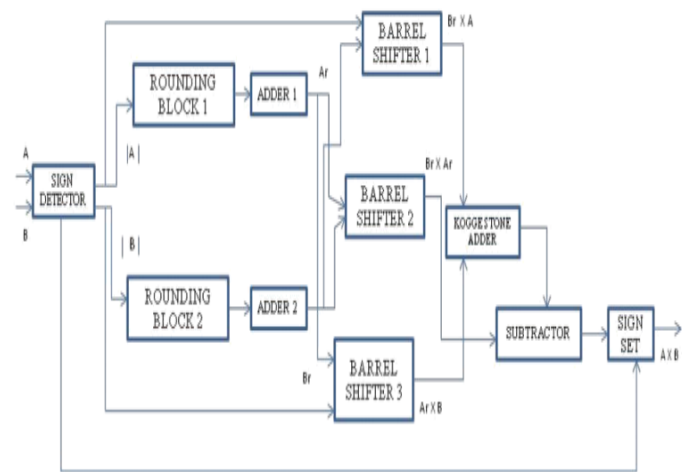 BARREL
SHIFTER 1
Br X A
ROUNDING
BLOCK 1
ADDER 1
Ar
A
SIGN
DETECTOR
B
|A|
| B|
BARREL
SHIFTER 2
Br X Ar
KOGGESTONE
ADDER
ROUNDING
BLOCK 2
ADDER 2
SUBTRACTOR
SIGN
SET
A X B
Br
BARREL
SHIFTER 3
Ar X B